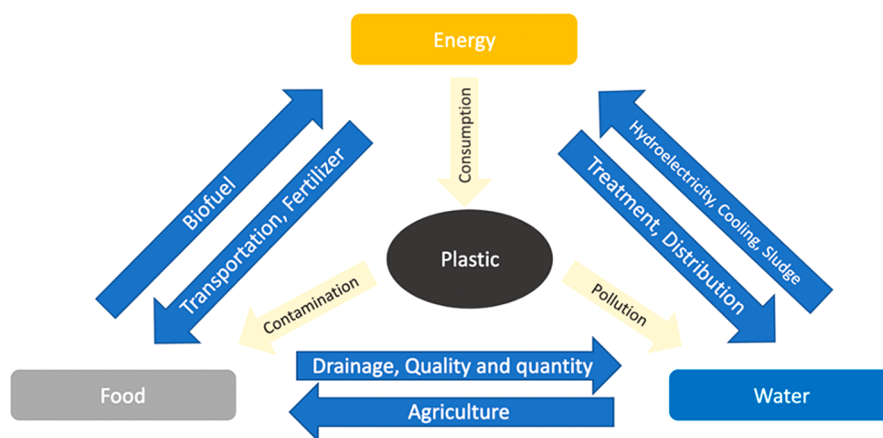 Energy
Consumption
Biofuel
Transportation, Fertilizer
Hydroelectricity, Cooling, Sludge
Treatment, Distribution
Plastic
Contamination
Pollution
Drainage, Quality and quantity
Food
Agriculture
Water